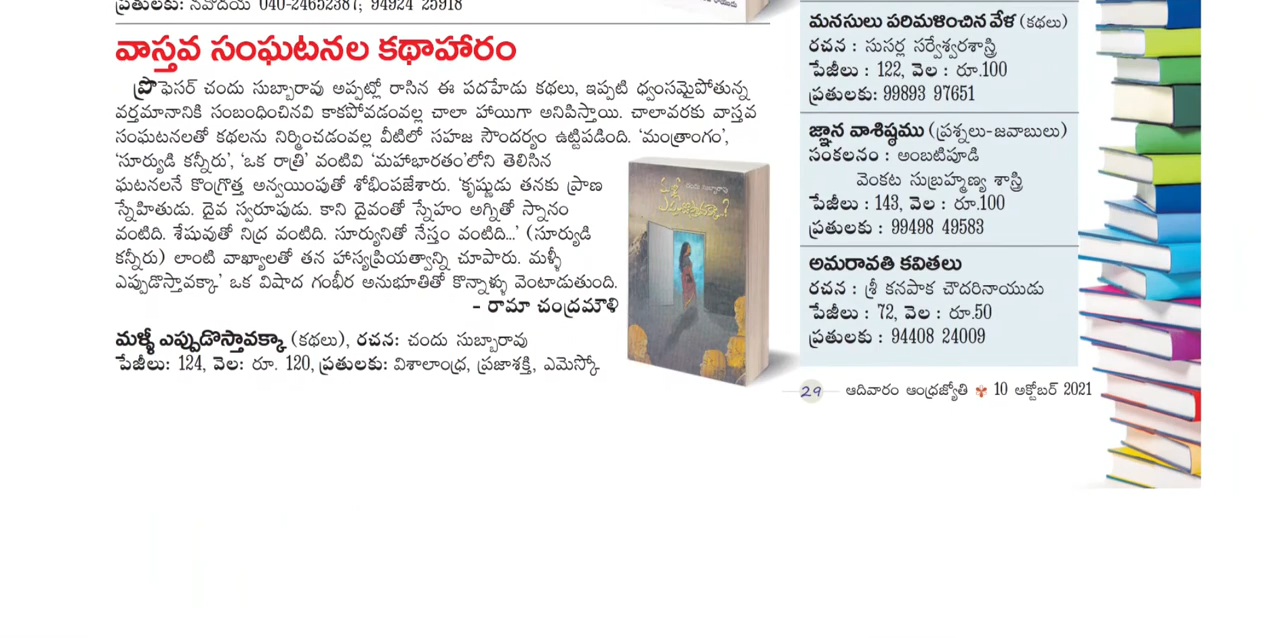 ప్రతులకు: నవోదయ 040-24652387; 94924 25918
వాస్తవ సంఘటనల కథాహారం
ప్రొఫెసర్ చందు సుబ్బారావు అప్పట్లో రాసిన ఈ పదహేడు కథలు, ఇప్పటి ధ్వంసమైపోతున్న
వర్తమానానికి సంబంధించినవి కాకపోవడంవల్ల చాలా హాయిగా అనిపిస్తాయి. చాలావరకు వాస్తవ
సంఘటనలతో కథలను నిర్మించడంవల్ల వీటిలో సహజ సౌందర్యం ఉట్టిపడింది. ‘మంత్రాంగం’,
‘సూర్యుడి కన్నీరు’, ‘ఒక రాత్రి’ వంటివి ‘మహాభారతం’లోని తెలిసిన
ఘటనలనే కొంగ్రొత్త అన్వయింపుతో శోభింపజేశారు. ‘కృష్ణుడు తనకు ప్రాణ
స్నేహితుడు. దైవ స్వరూపుడు. కాని దైవంతో స్నేహం అగ్నితో స్నానం
వంటిది. శేషువుతో నిద్ర వంటిది. సూర్యునితో నేస్తం వంటిది...’ (సూర్యుడి
కన్నీరు) లాంటి వాఖ్యాలతో తన హాస్యప్రియత్వాన్ని చూపారు. మళ్ళీ
ఎప్పుడొస్తావక్కా’ ఒక విషాద గంభీర అనుభూతితో కొన్నాళ్ళు వెంటాడుతుంది.
- రామా చంద్రమౌళి
మళ్ళీ ఎప్పుడొస్తావక్కా (కథలు), రచన: చందు సుబ్బారావు
పేజీలు: 124, వెల: రూ. 120, ప్రతులకు: విశాలాంధ్ర, ప్రజాశక్తి, ఎమెస్కో
చందు సుబ్బారావు
మళ్ళీ
ఎప్పుడొస్తావక్కా..?
మనసులు పరిమళించిన వేళ (కథలు)
రచన : సుసర్ల సర్వేశ్వరశాస్త్రి
పేజీలు : 122, వెల : రూ.100
ప్రతులకు: 99893 97651
జ్ఞాన వాశిష్ఠము (ప్రశ్నలు-జవాబులు)
సంకలనం : అంబటిపూడి
వెంకట సుబ్రహ్మణ్య శాస్త్రి
పేజీలు : 143, వెల : రూ.100
ప్రతులకు : 99498 49583
అమరావతి కవితలు
రచన : శ్రీ కనపాక చౌదరినాయుడు
పేజీలు : 72, వెల : రూ.50
ప్రతులకు : 94408 24009
29 ఆదివారం ఆంధ్రజ్యోతి 10 అక్టోబర్ 2021